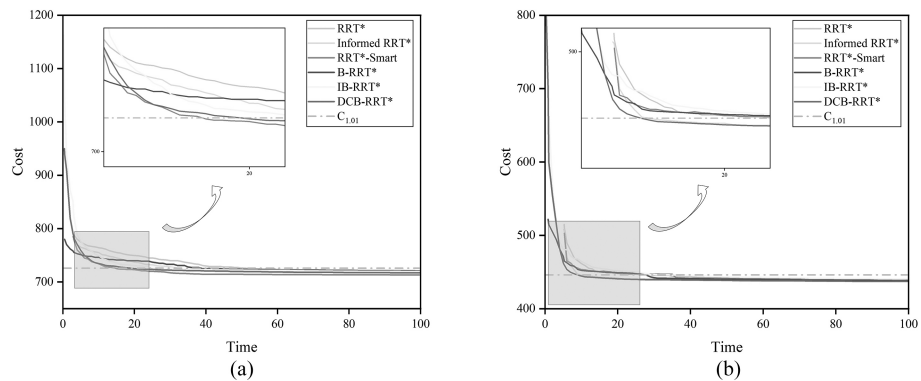 1200
1100
1000
900
800
700
Cost
0
20
40
60
80
100
Time
(a)
700
20
RRT*
Informed RRT*
RRT*-Smart
B-RRT*
IB-RRT*
DCB-RRT*
C1.01
800
700
600
500
400
Cost
0
20
40
60
80
100
Time
(b)
500
20
RRT*
Informed RRT*
RRT*-Smart
B-RRT*
IB-RRT*
DCB-RRT*
C1.01